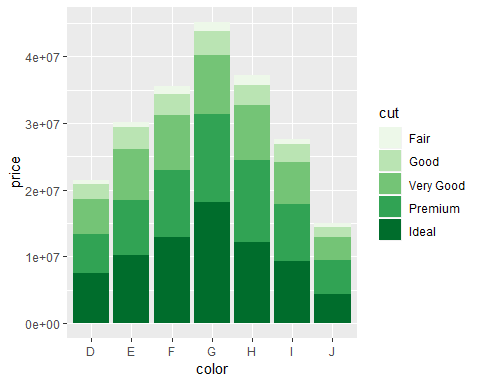 4e+07
3e+07
2e+07
1e+07
0e+00
price
D E F G H I J
color
cut
Fair
Good
Very Good
Premium
Ideal